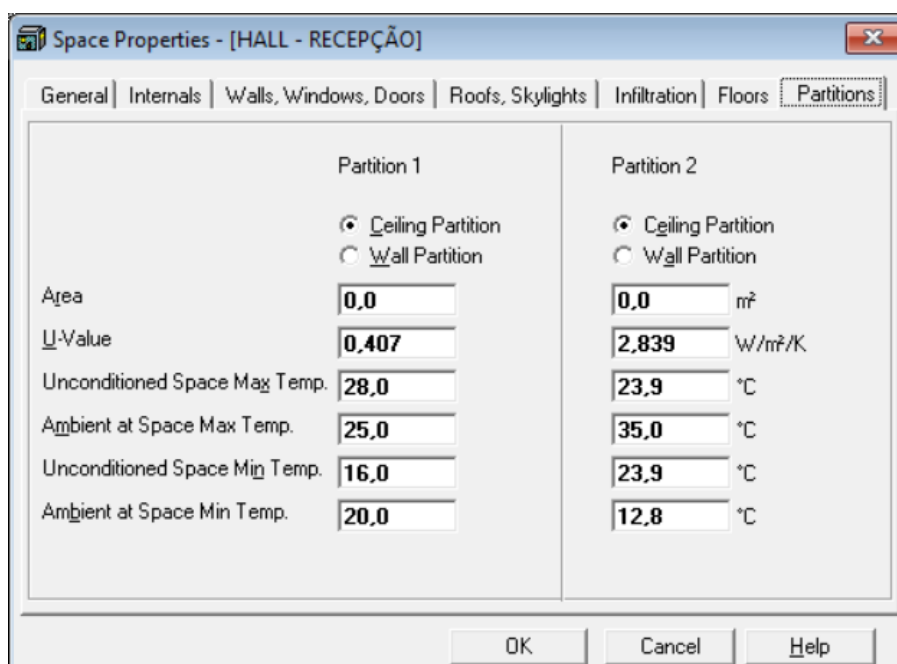 Space Properties - [HALL - RECEPÇÃO]
General Internals Walls, Windows, Doors Roofs, Skylights Infiltration Floors Partitions
Partition 1 Partition 2
Ceiling Partition Ceiling Partition
Wall Partition Wall Partition
Area 0,0 0,0 m²
U-Value 0,407 2,839 W/m²/K
Unconditioned Space Max Temp. 28,0 23,9 °C
Ambient at Space Max Temp. 25,0 35,0 °C
Unconditioned Space Min Temp. 16,0 23,9 °C
Ambient at Space Min Temp. 20,0 12,8 °C
OK Cancel Help